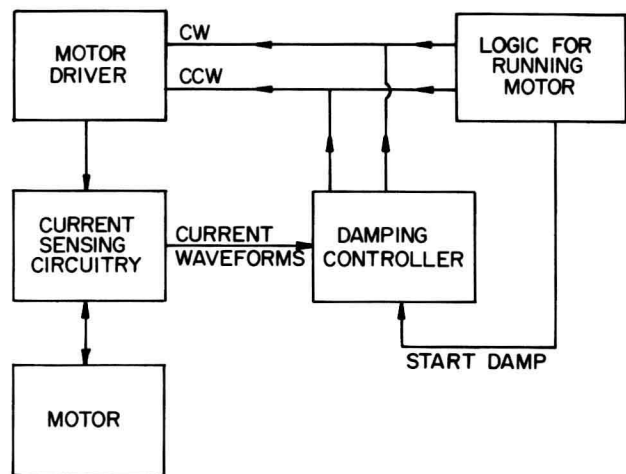 MOTOR
DRIVER
CW
CCW
LOGIC FOR
RUNNING
MOTOR
CURRENT
SENSING
CIRCUITRY
CURRENT
WAVEFORMS
DAMPING
CONTROLLER
START DAMP
MOTOR